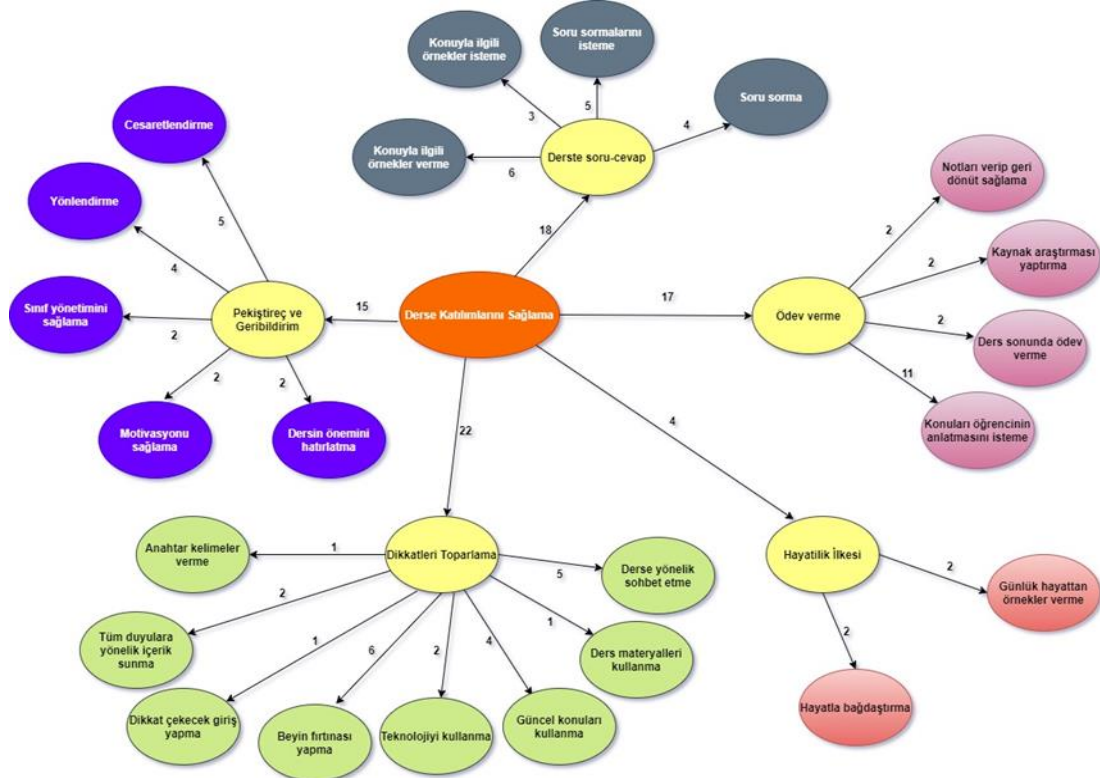 Soru sormalarını
isteme
Konuyla ilgili
örnekler isteme
Soru sorma
Cesaretlendirme
3
5
4
Konuyla ilgili
örnekler verme
6
Derste soru-cevap
Notları verip geri
dönüt sağlama
Yönlendirme
5
18
2
4
Kaynak araştırması
yaptırma
2
Sınıf yönetimini
sağlama
2
Pekiştireç ve
Geribildirim
15
Derse Katılımlarını Sağlama
17
Ödev verme
2
Ders sonunda ödev
verme
11
2
2
Motivasyonu
sağlama
Dersin önemini
hatırlatma
22
4
Konuları öğrencinin
anlatmasını isteme
Anahtar kelimeler
verme
1
Dikkatleri Toparlama
5
Derse yönelik
sohbet etme
Hayatilik İlkesi
2
Günlük hayattan
örnekler verme
2
Tüm duyulara
yönelik içerik
sunma
1
6
2
4
1
Ders materyalleri
kullanma
2
Dikkat çekecek giriş
yapma
Beyin fırtınası
yapma
Teknolojiyi kullanma
Güncel konuları
kullanma
Hayatla bağdaştırma